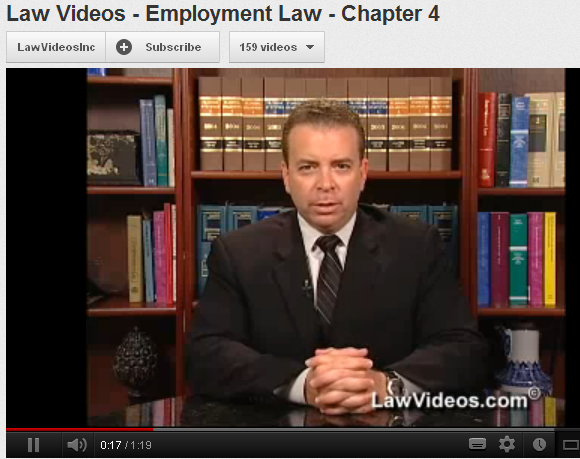 Law Videos - Employment Law - Chapter 4
LawVideosInc
Subscribe
159 videos
LawVideos.com
©
0:17 / 1:19